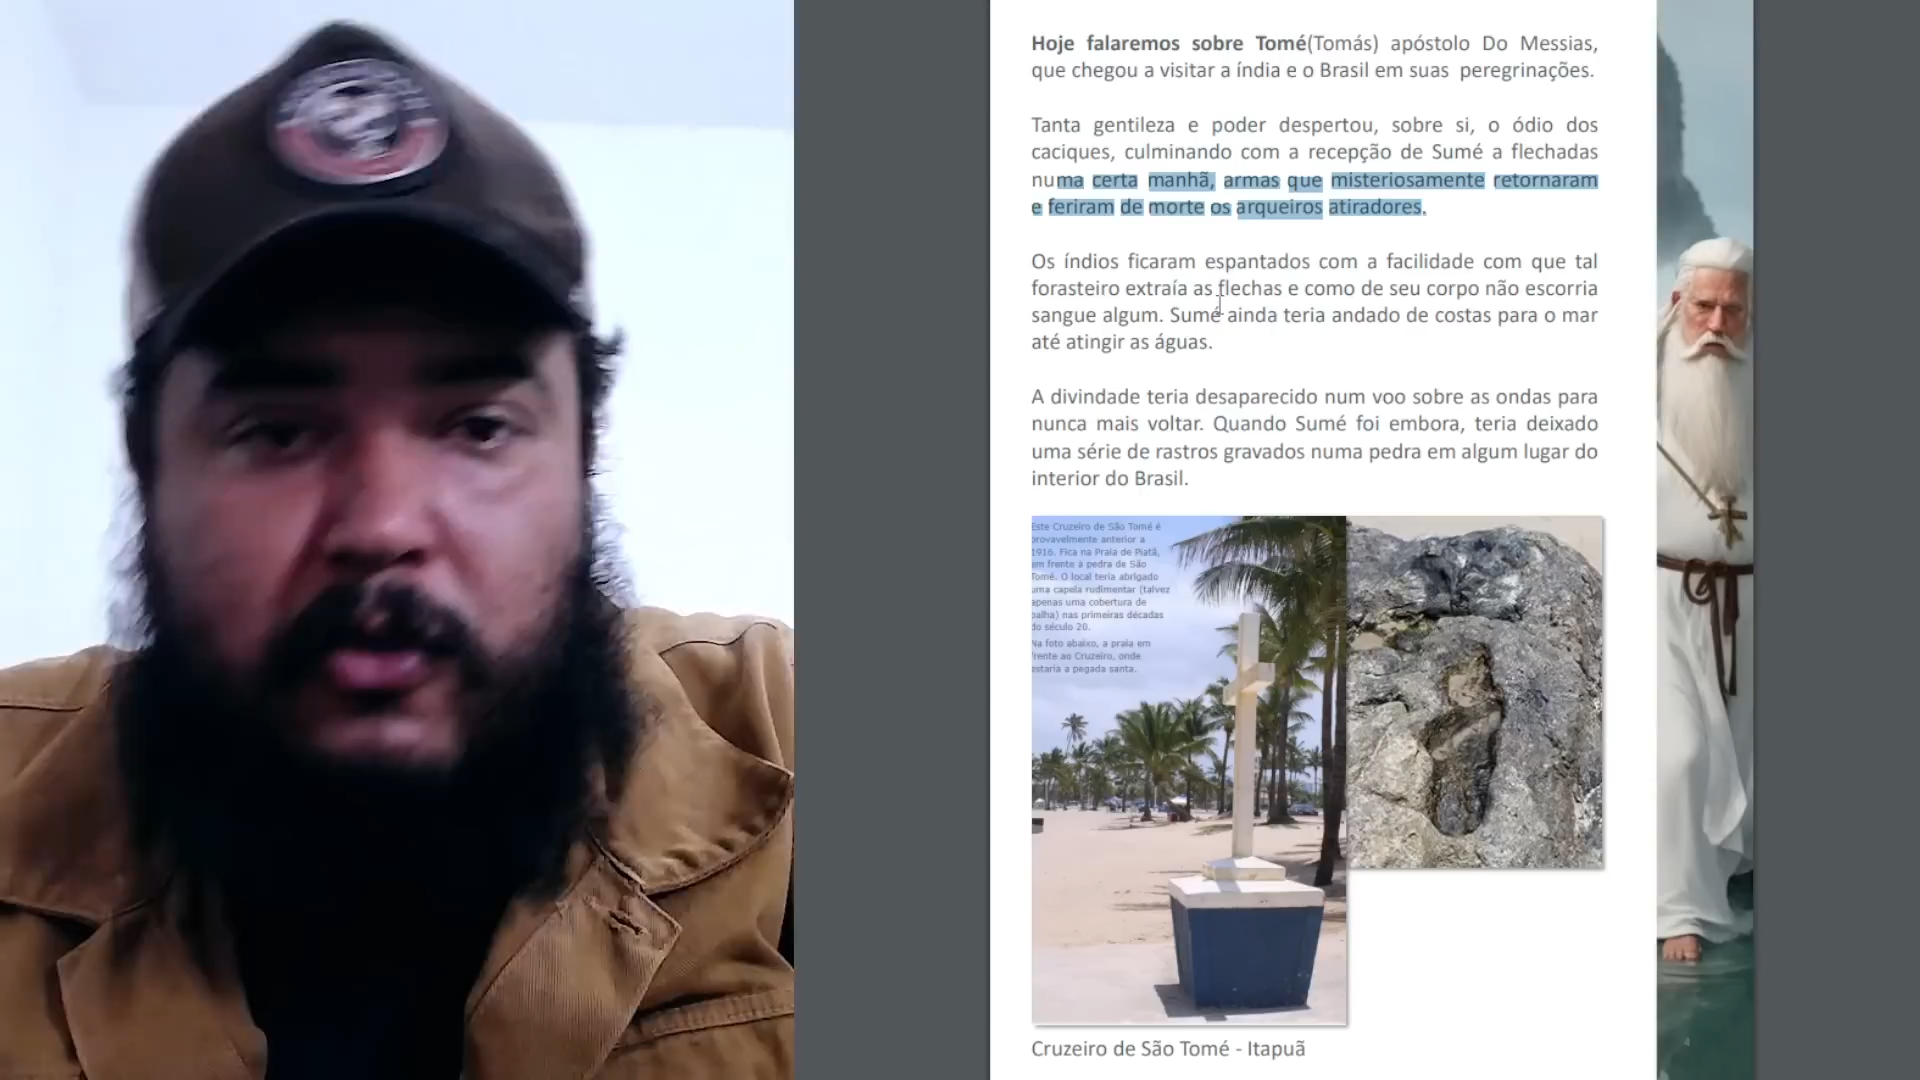 Hoje falaremos sobre Tomé(Tomás) apóstolo Do Messias,
que chegou a visitar a índia e o Brasil em suas peregrinações.
Tanta gentileza e poder despertou, sobre si, o ódio dos
caciques, culminando com a recepção de Sumé a flechadas
numa certa manhã, armas que misteriosamente retornaram
e feriram de morte os arqueiros atiradores.
Os índios ficaram espantados com a facilidade com que tal
forasteiro extraía as flechas e como de seu corpo não escorria
sangue algum. Sumé ainda teria andado de costas para o mar
até atingir as águas.
A divindade teria desaparecido num voo sobre as ondas para
nunca mais voltar. Quando Sumé foi embora, teria deixado
uma série de rastros gravados numa pedra em algum lugar do
interior do Brasil.
Este Cruzeiro de São Tomé é
provavelmente anterior a
1916. Fica na Praia de Piatã,
em frente à pedra de São
Tomé. O local teria abrigado
uma capela rudimentar (talvez
apenas uma cobertura de
palha) nas primeiras décadas
do século 20.
Na foto abaixo, a praia em
frente ao Cruzeiro, onde
estaria a pegada santa.
Cruzeiro de São Tomé - Itapuã